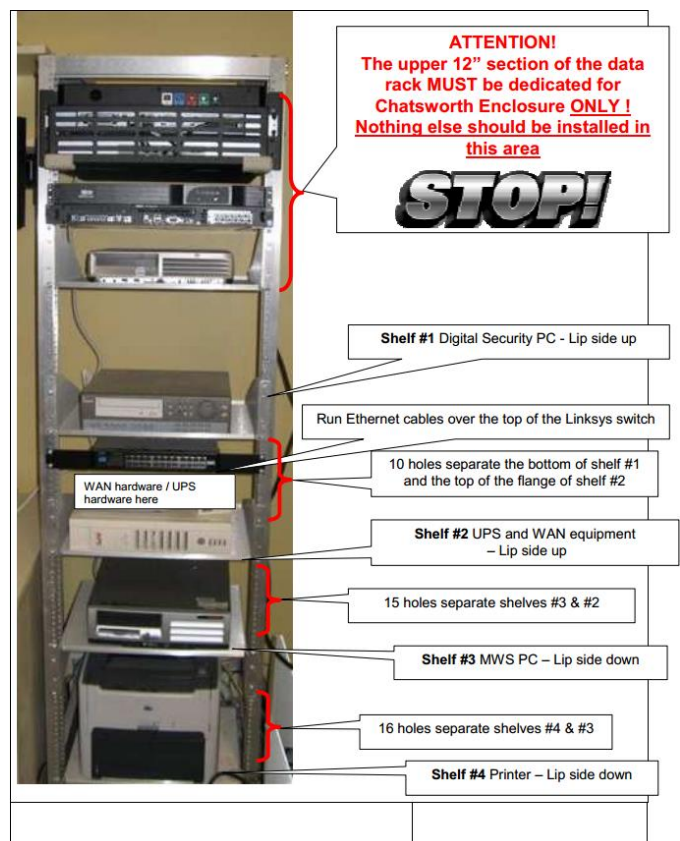 ATTENTION!
The upper 12” section of the data
rack MUST be dedicated for
Chatsworth Enclosure ONLY !
Nothing else should be installed in
this area
STOP!
Shelf #1 Digital Security PC - Lip side up
Run Ethernet cables over the top of the Linksys switch
10 holes separate the bottom of shelf #1
and the top of the flange of shelf #2
WAN hardware / UPS
hardware here
Shelf #2 UPS and WAN equipment
– Lip side up
15 holes separate shelves #3 & #2
Shelf #3 MWS PC – Lip side down
16 holes separate shelves #4 & #3
Shelf #4 Printer – Lip side down